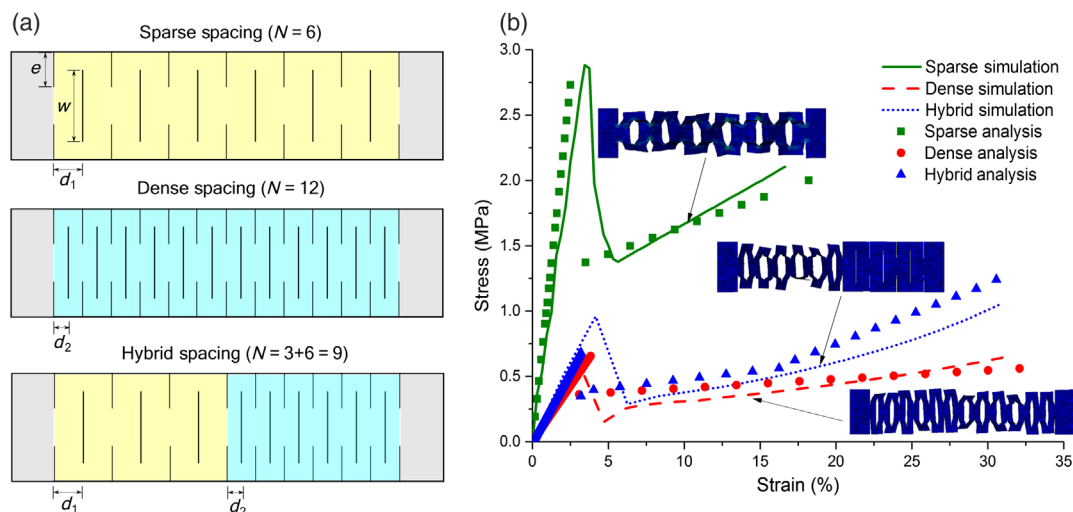 (a)
Sparse spacing (N = 6)
e
w
d1
Dense spacing (N = 12)
d2
Hybrid spacing (N = 3+6 = 9)
d1
d2
(b)
3.0
2.5
2.0
1.5
1.0
0.5
0.0
Stress (MPa)
Sparse simulation
Dense simulation
Hybrid simulation
Sparse analysis
Dense analysis
Hybrid analysis
0 5 10 15 20 25 30 35
Strain (%)